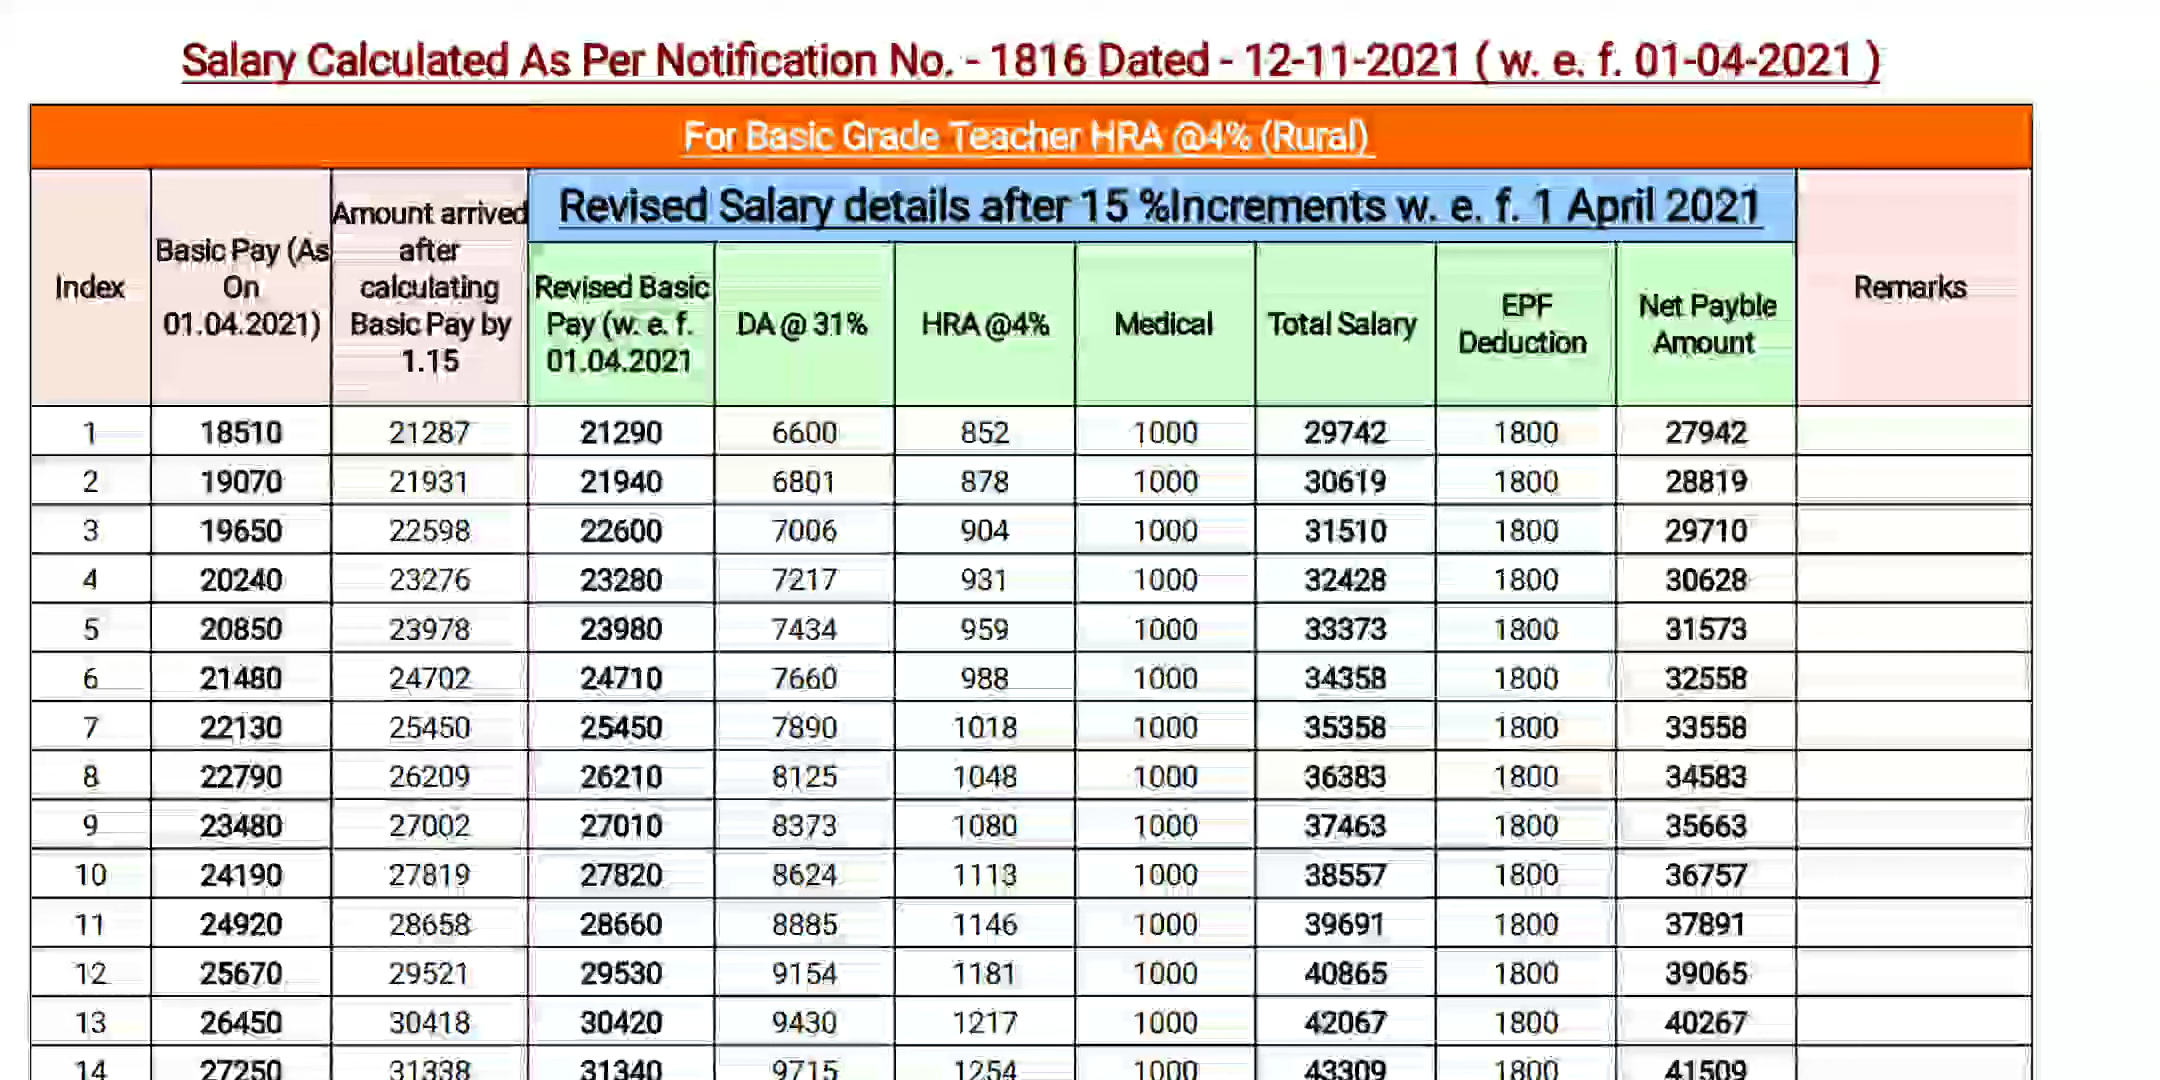 Salary Calculated As Per Notification No. - 1816 Dated - 12-11-2021 ( w. e. f. 01-04-2021 )
For Basic Grade Teacher HRA @4% (Rural)
Index
Basic Pay (As
On
01.04.2021)
Amount arrived
after
calculating
Basic Pay by
1.15
Revised Salary details after 15 %Increments w. e. f. 1 April 2021
Revised Basic
Pay (w. e. f.
01.04.2021
DA @ 31%
HRA @4%
Medical
Total Salary
EPF
Deduction
Net Payble
Amount
Remarks
1 18510 21287 21290 6600 852 1000 29742 1800 27942
2 19070 21931 21940 6801 878 1000 30619 1800 28819
3 19650 22598 22600 7006 904 1000 31510 1800 29710
4 20240 23276 23280 7217 931 1000 32428 1800 30628
5 20850 23978 23980 7434 959 1000 33373 1800 31573
6 21480 24702 24710 7660 988 1000 34358 1800 32558
7 22130 25450 25450 7890 1018 1000 35358 1800 33558
8 22790 26209 26210 8125 1048 1000 36383 1800 34583
9 23480 27002 27010 8373 1080 1000 37463 1800 35663
10 24190 27819 27820 8624 1113 1000 38557 1800 36757
11 24920 28658 28660 8885 1146 1000 39691 1800 37891
12 25670 29521 29530 9154 1181 1000 40865 1800 39065
13 26450 30418 30420 9430 1217 1000 42067 1800 40267
14 27250 31338 31340 9715 1254 1000 43309 1800 41509